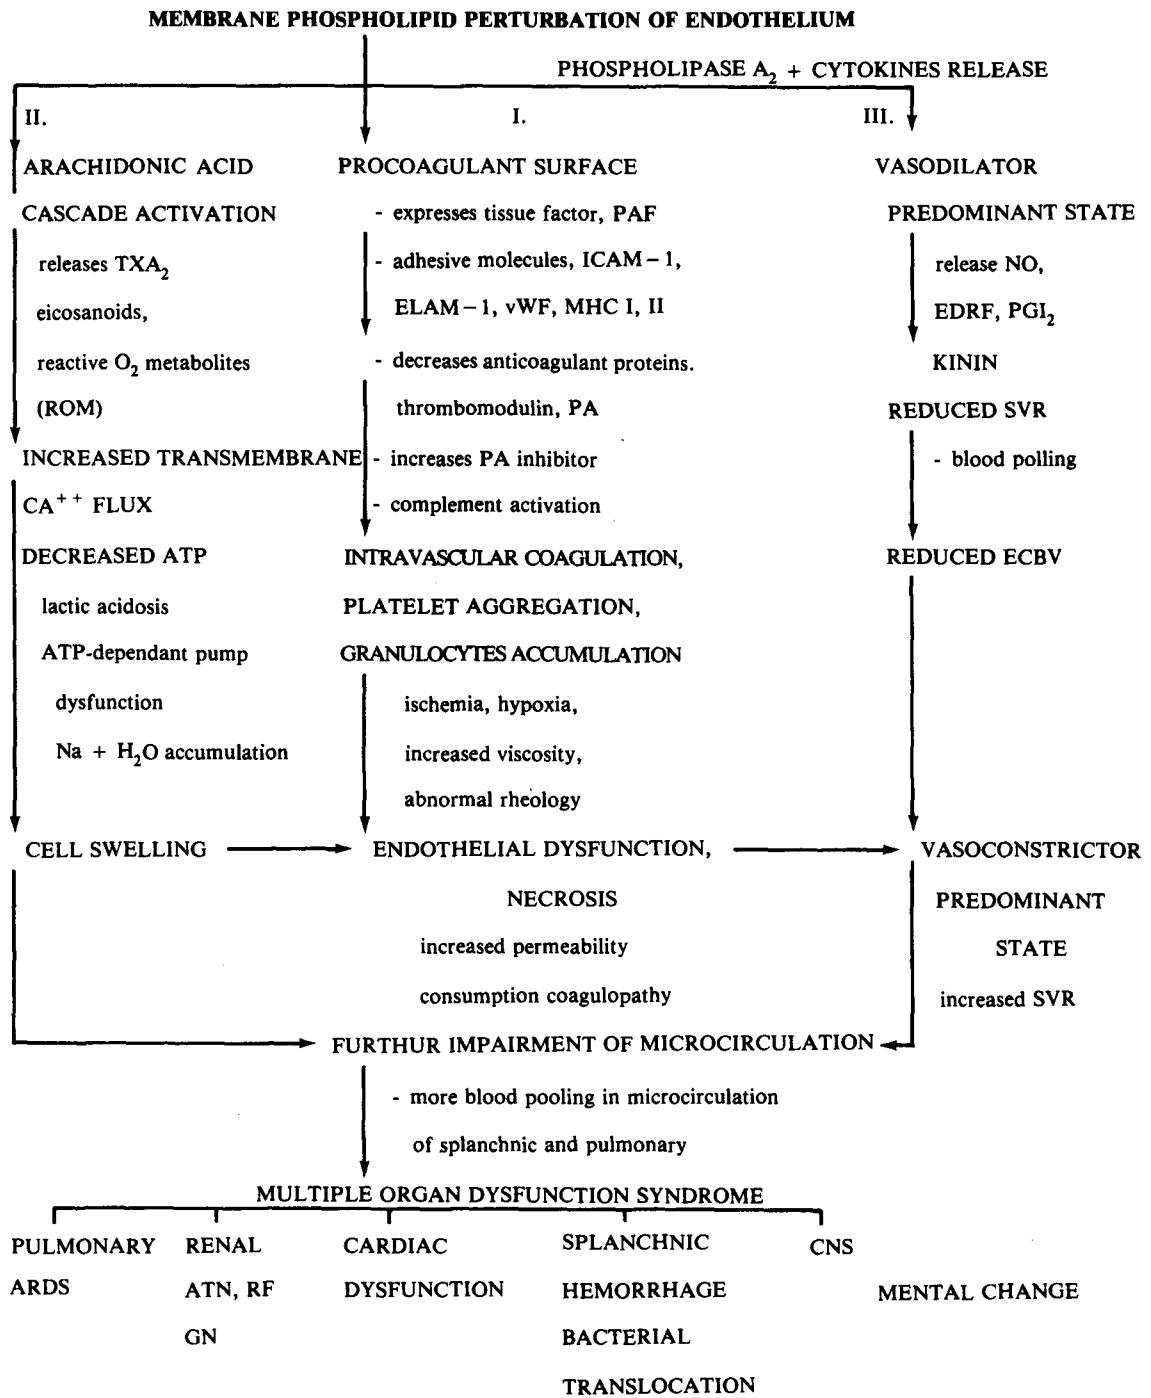 MEMBRANE PHOSPHOLIPID PERTURBATION OF ENDOTHELIUM
PHOSPHOLIPASE A₂ + CYTOKINES RELEASE
II.
ARACHIDONIC ACID
CASCADE ACTIVATION
releases TXA₂
eicosanoids,
reactive O₂ metabolites
(ROM)
INCREASED TRANSMEMBRANE
CA⁺⁺ FLUX
DECREASED ATP
lactic acidosis
ATP-dependant pump
dysfunction
Na + H₂O accumulation
CELL SWELLING
I.
PROCOAGULANT SURFACE
- expresses tissue factor, PAF
- adhesive molecules, ICAM-1,
ELAM-1, vWF, MHC I, II
- decreases anticoagulant proteins.
thrombomodulin, PA
- increases PA inhibitor
- complement activation
INTRAVASCULAR COAGULATION,
PLATELET AGGREGATION,
GRANULOCYTES ACCUMULATION
ischemia, hypoxia,
increased viscosity,
abnormal rheology
ENDOTHELIAL DYSFUNCTION,
NECROSIS
increased permeability
consumption coagulopathy
III.
VASODILATOR
PREDOMINANT STATE
release NO,
EDRF, PGI₂
KININ
REDUCED SVR
- blood polling
REDUCED ECBV
VASOCONSTRICTOR
PREDOMINANT
STATE
increased SVR
FURTHUR IMPAIRMENT OF MICROCIRCULATION
- more blood pooling in microcirculation
of splanchnic and pulmonary
MULTIPLE ORGAN DYSFUNCTION SYNDROME
PULMONARY
ARDS
RENAL
ATN, RF
GN
CARDIAC
DYSFUNCTION
SPLANCHNIC
HEMORRHAGE
BACTERIAL
TRANSLOCATION
CNS
MENTAL CHANGE